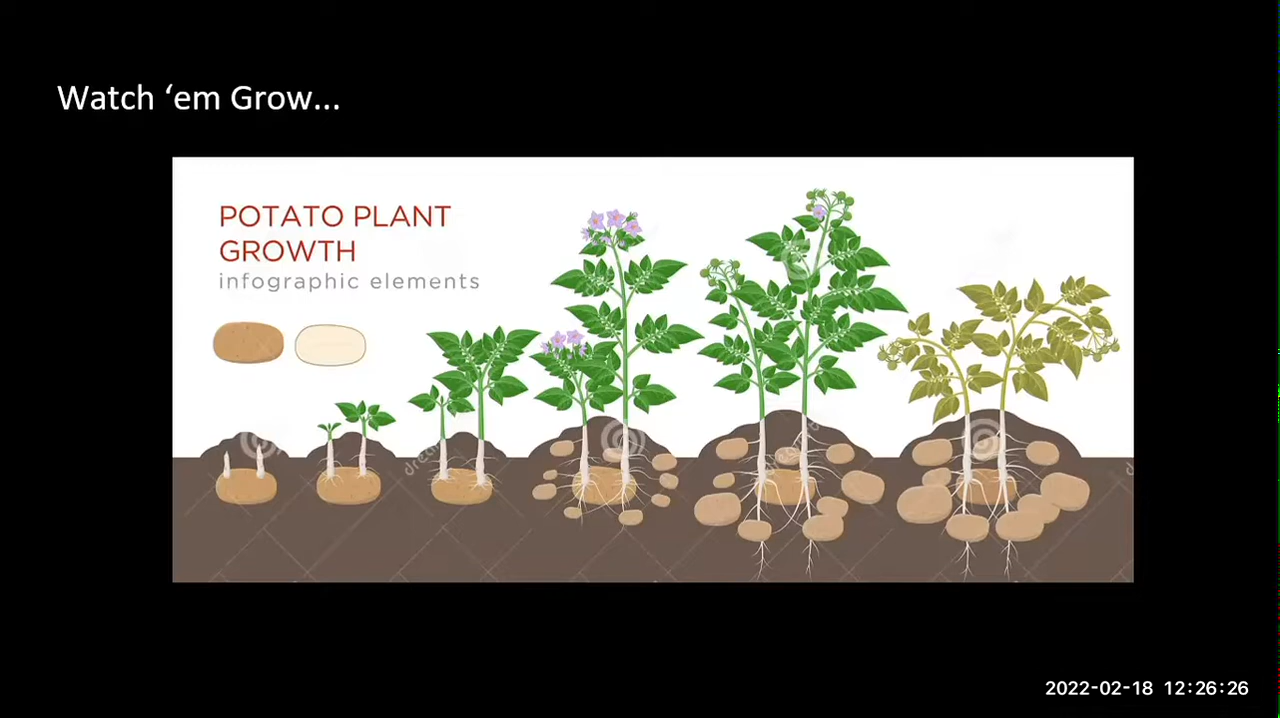 Watch ‘em Grow...
POTATO PLANT
GROWTH
infographic elements
2022-02-18 12:26:26